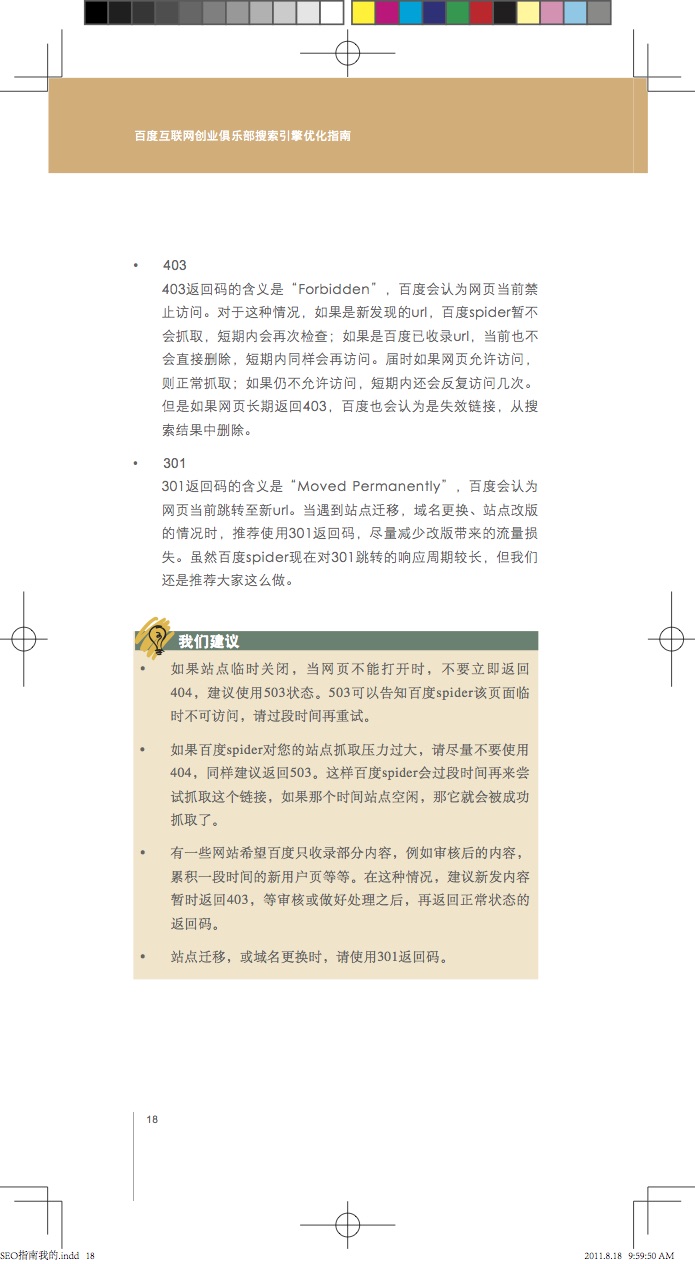 百度互联网创业俱乐部搜索引擎优化指南
• 403
403返回码的含义是“Forbidden”，百度会认为网页当前禁
止访问。对于这种情况，如果是新发现的url，百度spider暂不
会抓取，短期内会再次检查；如果是百度已收录url，当前也不
会直接删除，短期内同样会再访问。届时如果网页允许访问，
则正常抓取；如果仍不允许访问，短期内还会反复访问几次。
但是如果网页长期返回403，百度也会认为是失效链接，从搜
索结果中删除。
• 301
301返回码的含义是“Moved Permanently”，百度会认为
网页当前跳转至新url。当遇到站点迁移，域名更换、站点改版
的情况时，推荐使用301返回码，尽量减少改版带来的流量损
失。虽然百度spider现在对301跳转的响应周期较长，但我们
还是推荐大家这么做。
我们建议
• 如果站点临时关闭，当网页不能打开时，不要立即返回
404，建议使用503状态。503可以告知百度spider该页面临
时不可访问，请过段时间再重试。
• 如果百度spider对您的站点抓取压力过大，请尽量不要使用
404，同样建议返回503。这样百度spider会过段时间再来尝
试抓取这个链接，如果那个时间站点空闲，那它就会被成功
抓取了。
• 有一些网站希望百度只收录部分内容，例如审核后的内容，
累积一段时间的新用户页等等。在这种情况，建议新发内容
暂时返回403，等审核或做好处理之后，再返回正常状态的
返回码。
• 站点迁移，或域名更换时，请使用301返回码。
18
SEO指南我的.indd 18
2011.8.18 9:59:50 AM